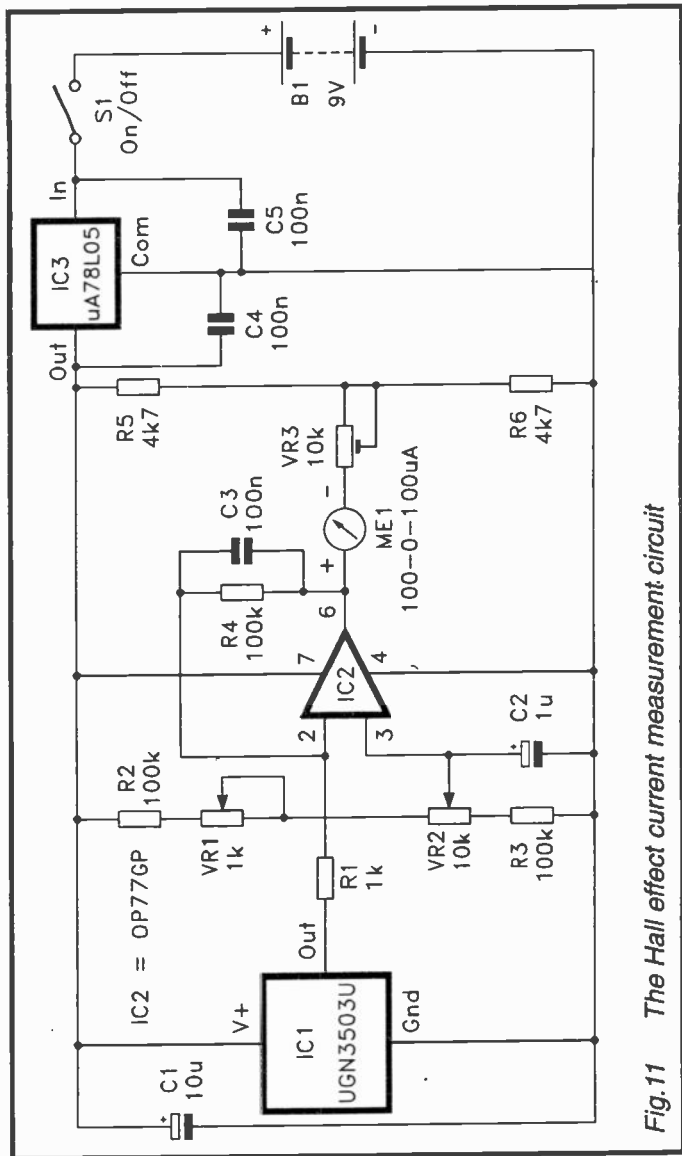 S1
On/Off
+
B1
9V
-
In
IC3
uA78L05
Com
Out
C5
100n
C4
100n
R5
4k7
R6
4k7
VR3
10k
-
ME1
100-0-100uA
+
C3
100n
R4
100k
6
7
4
IC2
2
3
+
C2
1u
R2
100k
VR1
1k
VR2
10k
R3
100k
IC2 = OP77GP
R1
1k
Out
V+
IC1
UGN3503U
Gnd
+
C1
10u
Fig.11 The Hall effect current measurement circuit